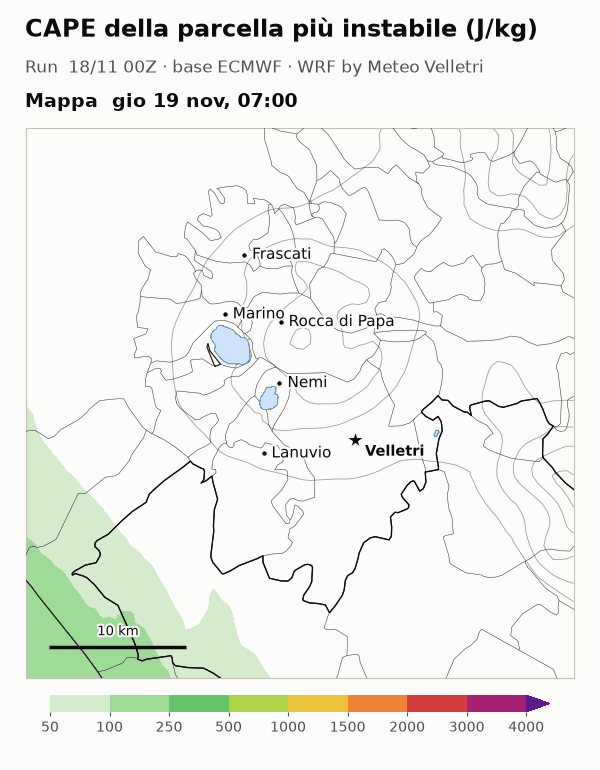 CAPE della parcella più instabile (J/kg)
Run  18/11 00Z · base ECMWF · WRF by Meteo Velletri
Mappa  gio 19 nov, 07:00
Frascati
Marino
Rocca di Papa
Nemi
Velletri
Lanuvio
10 km
50 100 250 500 1000 1500 2000 3000 4000